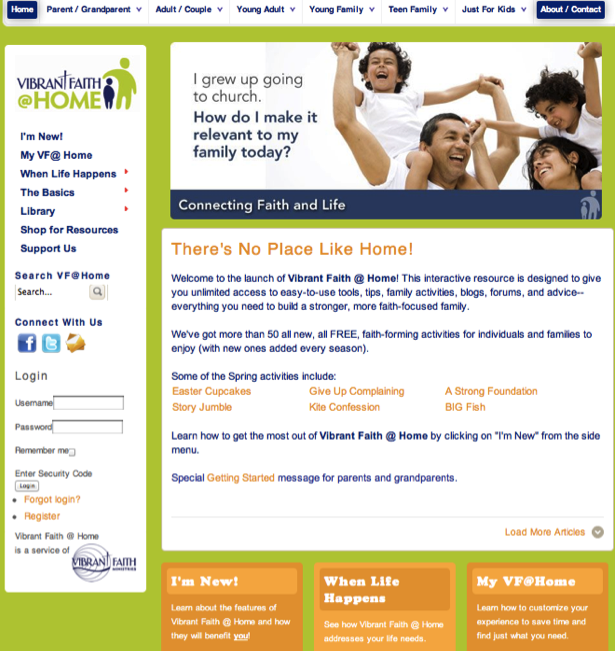 Home Parent / Grandparent Adult / Couple Young Adult Young Family Teen Family Just For Kids About / Contact
VIBRANT FAITH
@HOME
I'm New!
My VF@ Home
When Life Happens
The Basics
Library
Shop for Resources
Support Us
Search VF@Home
Search...
Connect With Us
Login
Username
Password
Remember me
Enter Security Code
Login
Forgot login?
Register
Vibrant Faith @ Home
is a service of
VIBRANT FAITH
MINISTRIES
I grew up going
to church.
How do I make it
relevant to my
family today?
Connecting Faith and Life
There's No Place Like Home!
Welcome to the launch of Vibrant Faith @ Home! This interactive resource is designed to give
you unlimited access to easy-to-use tools, tips, family activities, blogs, forums, and advice--
everything you need to build a stronger, more faith-focused family.
We've got more than 50 all new, all FREE, faith-forming activities for individuals and families to
enjoy (with new ones added every season).
Some of the Spring activities include:
Easter Cupcakes Give Up Complaining A Strong Foundation
Story Jumble Kite Confession BIG Fish
Learn how to get the most out of Vibrant Faith @ Home by clicking on "I'm New" from the side
menu.
Special Getting Started message for parents and grandparents.
Load More Articles
I'm New!
Learn about the features of
Vibrant Faith @ Home and how
they will benefit you!
When Life
Happens
See how Vibrant Faith @ Home
addresses your life needs.
My VF@Home
Learn how to customize your
experience to save time and
find just what you need.